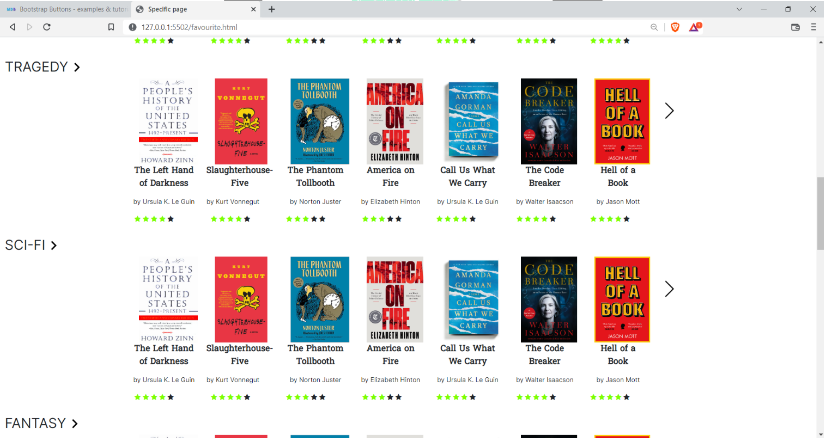 Bootstrap Buttons - examples & tutor
Specific page
127.0.0.1:5502/favourite.html
TRAGEDY
A PEOPLE'S HISTORY OF THE UNITED STATES
1492-PRESENT
HOWARD ZINN
KURT VONNEGUT
SLAUGHTERHOUSE-FIVE
THE PHANTOM TOLLBOOTH
NORTON JUSTER
AMERICA ON FIRE
ELIZABETH HINTON
AMANDA GORMAN
CALL US WHAT WE CARRY
THE CODE BREAKER
WALTER ISAACSON
HELL OF A BOOK
JASON MOTT
The Left Hand of Darkness
Slaughterhouse-Five
The Phantom Tollbooth
America on Fire
Call Us What We Carry
The Code Breaker
Hell of a Book
by Ursula K. Le Guin
by Kurt Vonnegut
by Norton Juster
by Elizabeth Hinton
by Ursula K. Le Guin
by Walter Isaacson
by Jason Mott
SCI-FI
A PEOPLE'S HISTORY OF THE UNITED STATES
1492-PRESENT
HOWARD ZINN
KURT VONNEGUT
SLAUGHTERHOUSE-FIVE
THE PHANTOM TOLLBOOTH
NORTON JUSTER
AMERICA ON FIRE
ELIZABETH HINTON
AMANDA GORMAN
CALL US WHAT WE CARRY
THE CODE BREAKER
WALTER ISAACSON
HELL OF A BOOK
JASON MOTT
The Left Hand of Darkness
Slaughterhouse-Five
The Phantom Tollbooth
America on Fire
Call Us What We Carry
The Code Breaker
Hell of a Book
by Ursula K. Le Guin
by Kurt Vonnegut
by Norton Juster
by Elizabeth Hinton
by Ursula K. Le Guin
by Walter Isaacson
by Jason Mott
FANTASY